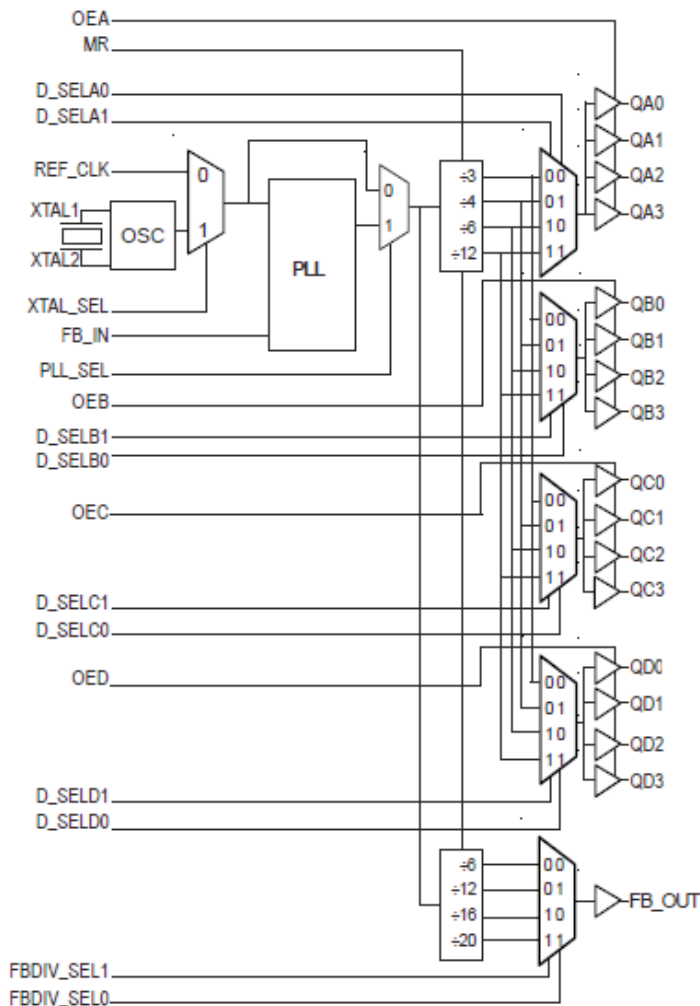 OEA
MR
D_SELA0
D_SELA1
REF_CLK
XTAL1
OSC
XTAL2
XTAL_SEL
FB_IN
PLL_SEL
OEB
D_SELB1
D_SELB0
OEC
D_SELC1
D_SELC0
OED
D_SELD1
D_SELD0
FBDIV_SEL1
FBDIV_SEL0
0
1
PLL
0
1
÷3
÷4
÷6
÷12
00
01
10
11
QA0
QA1
QA2
QA3
00
01
10
11
QB0
QB1
QB2
QB3
00
01
10
11
QC0
QC1
QC2
QC3
00
01
10
11
QD0
QD1
QD2
QD3
÷6
÷12
÷16
÷20
00
01
10
11
FB_OUT